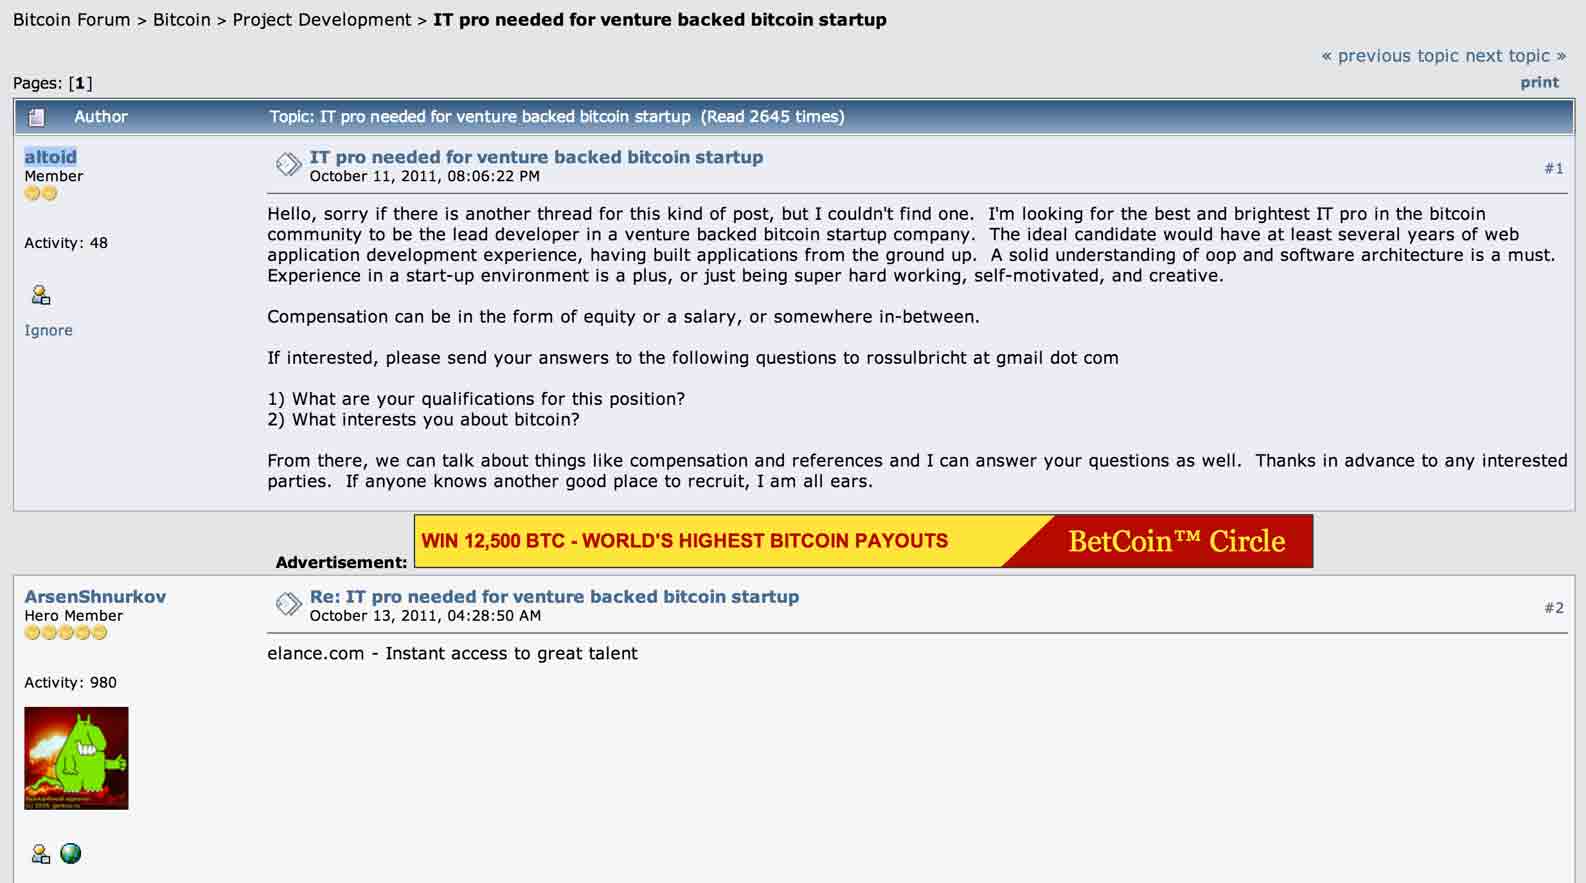 Bitcoin Forum > Bitcoin > Project Development > IT pro needed for venture backed bitcoin startup
« previous topic next topic »
Pages: [1]
print
Author
Topic: IT pro needed for venture backed bitcoin startup (Read 2645 times)
altoid
Member
Activity: 48
Ignore
IT pro needed for venture backed bitcoin startup
October 11, 2011, 08:06:22 PM
#1
Hello, sorry if there is another thread for this kind of post, but I couldn't find one. I'm looking for the best and brightest IT pro in the bitcoin
community to be the lead developer in a venture backed bitcoin startup company. The ideal candidate would have at least several years of web
application development experience, having built applications from the ground up. A solid understanding of oop and software architecture is a must.
Experience in a start-up environment is a plus, or just being super hard working, self-motivated, and creative.
Compensation can be in the form of equity or a salary, or somewhere in-between.
If interested, please send your answers to the following questions to rossulbricht at gmail dot com
1) What are your qualifications for this position?
2) What interests you about bitcoin?
From there, we can talk about things like compensation and references and I can answer your questions as well. Thanks in advance to any interested
parties. If anyone knows another good place to recruit, I am all ears.
Advertisement:
WIN 12,500 BTC - WORLD'S HIGHEST BITCOIN PAYOUTS
BetCoin™ Circle
ArsenShnurkov
Hero Member
Activity: 980
Re: IT pro needed for venture backed bitcoin startup
October 13, 2011, 04:28:50 AM
#2
elance.com - Instant access to great talent